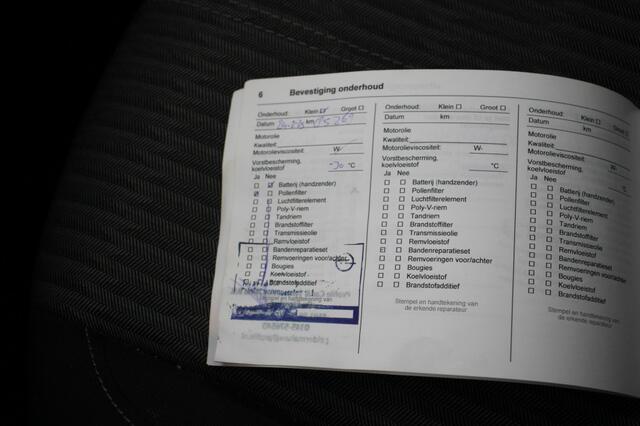 6 Bevestiging onderhoud
Onderhoud: Klein Groot
Datum km
Motorolie
Kwaliteit:
Motorolieviscositeit: W-
Vorstbescherming,
koelvloeistof -30 °C
Ja Nee
Batterij (handzender)
Pollenfilter
Luchtfilterelement
Poly-V-riem
Tandriem
Brandstoffilter
Transmissieolie
Remvloeistof
Bandenreparatieset
Remvoeringen voor/achter
Bougies
Koelvloeistof
Brandstofadditief
Stempel en handtekening van
Onderhoud: Klein Groot
Datum km
Motorolie
Kwaliteit:
Motorolieviscositeit: W-
Vorstbescherming,
koelvloeistof °C
Ja Nee
Batterij (handzender)
Pollenfilter
Luchtfilterelement
Poly-V-riem
Tandriem
Brandstoffilter
Transmissieolie
Remvloeistof
Bandenreparatieset
Remvoeringen voor/achter
Bougies
Koelvloeistof
Brandstofadditief
Stempel en handtekening van
de erkende reparateur
Onderhoud: Klein
Datum km
Motorolie
Kwaliteit:
Motorolieviscositeit: W-
Vorstbescherming,
koelvloeistof °C
Ja Nee
Batterij (handzender)
Pollenfilter
Luchtfilterelement
Poly-V-riem
Tandriem
Brandstoffilter
Transmissieolie
Remvloeistof
Bandenreparatieset
Remvoeringen voor/achter
Bougies
Koelvloeistof
Brandstofadditief
Stempel en handtekening van
de erkende reparateur